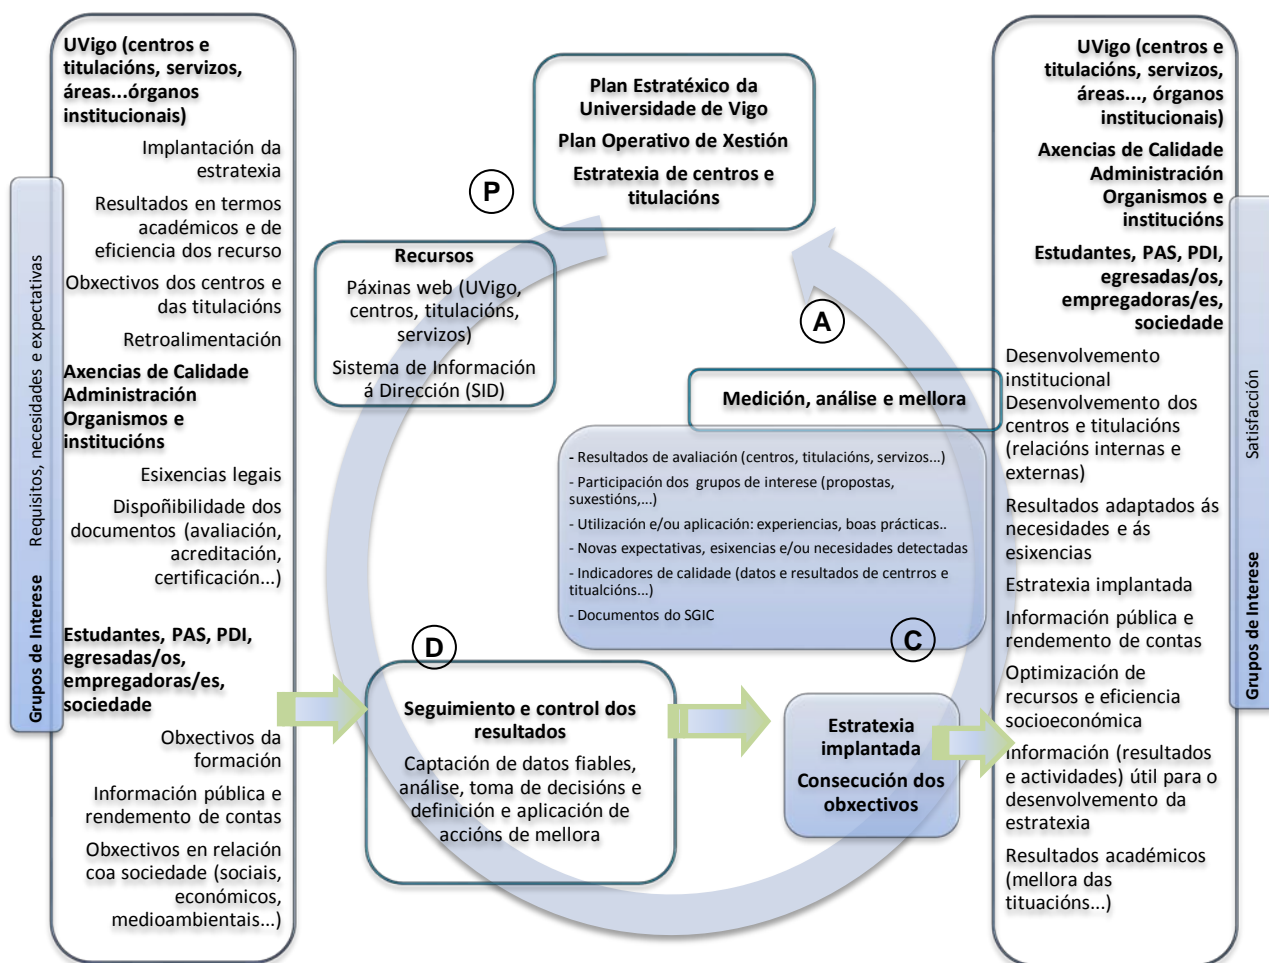 UVigo (centros e
titulacións, servizos,
áreas...órganos
institucionais)
Implantación da
estratexia
Resultados en termos
académicos e de
eficiencia dos recurso
Obxectivos dos centros e
das titulacións
Retroalimentación
Axencias de Calidade
Administración
Organismos e
institucións
Esixencias legais
Dispoñibilidade dos
documentos (avaliación,
acreditación,
certificación...)
Estudantes, PAS, PDI,
egresadas/os,
empregadoras/es,
sociedade
Obxectivos da
formación
Información pública e
rendemento de contas
Obxectivos en relación
coa sociedade (sociais,
económicos,
medioambientais...)
Grupos de Interese Requisitos, necesidades e expectativas
Plan Estratéxico da
Universidade de Vigo
Plan Operativo de Xestión
Estratexia de centros e
titulacións
P
Recursos
Páxinas web (UVigo,
centros, titulacións,
servizos)
Sistema de Información
á Dirección (SID)
A
Medición, análise e mellora
- Resultados de avaliación (centros, titulacións, servizos...)
- Participación dos grupos de interese (propostas,
suxestións,...)
- Utilización e/ou aplicación: experiencias, boas prácticas..
- Novas expectativas, esixencias e/ou necesidades detectadas
- Indicadores de calidade (datos e resultados de centrros e
titualcións...)
- Documentos do SGIC
D
C
Seguimiento e control dos
resultados
Captación de datos fiables,
análise, toma de decisións e
definición e aplicación de
accións de mellora
Estratexia
implantada
Consecución dos
obxectivos
UVigo (centros e
titulacións, servizos,
áreas..., órganos
institucionais)
Axencias de Calidade
Administración
Organismos e
institucións
Estudantes, PAS, PDI,
egresadas/os,
empregadoras/es,
sociedade
Desenvolvemento
institucional
Desenvolvemento dos
centros e titulacións
(relacións internas e
externas)
Resultados adaptados ás
necesidades e ás
esixencias
Estratexia implantada
Información pública e
rendemento de contas
Optimización de
recursos e eficiencia
socioeconómica
Información (resultados
e actividades) útil para o
desenvolvemento da
estratexia
Resultados académicos
(mellora das
tituacións...)
Grupos de Interese Satisfacción